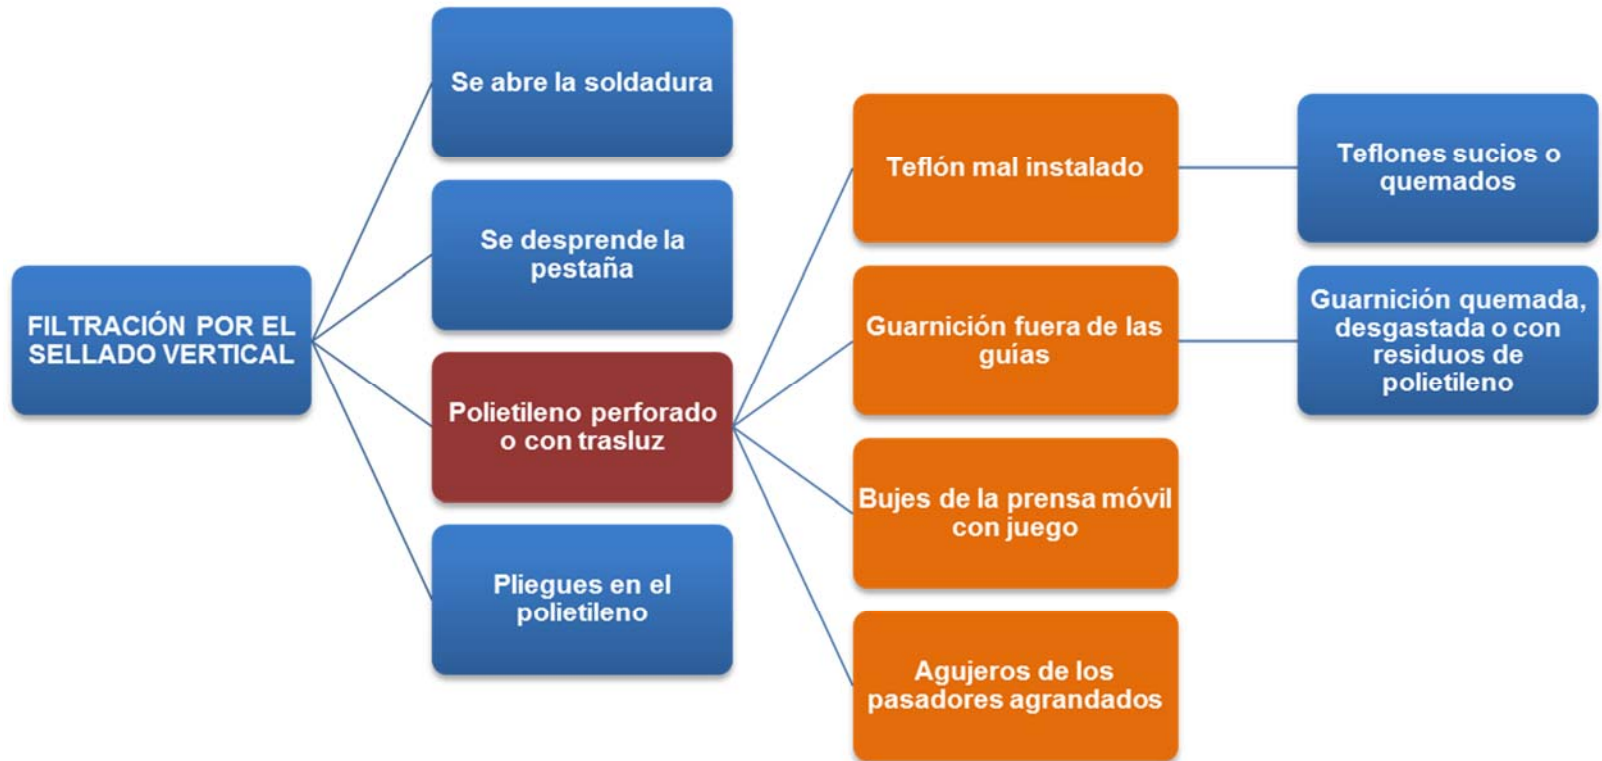 FILTRACIÓN POR EL
SELLADO VERTICAL
Se abre la soldadura
Se desprende la
pestaña
Polietileno perforado
o con trasluz
Pliegues en el
polietileno
Teflón mal instalado
Guarnición fuera de las
guías
Bujes de la prensa móvil
con juego
Agujeros de los
pasadores agrandados
Teflones sucios o
quemados
Guarnición quemada,
desgastada o con
residuos de
polietileno